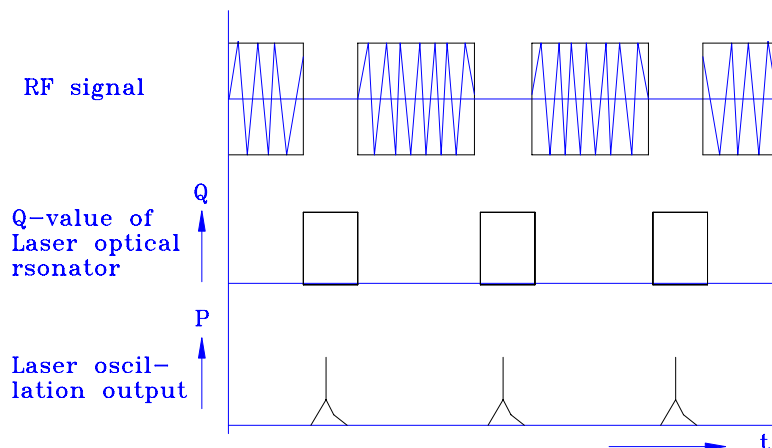 RF signal
Q
Q-value of
Laser optical
rsonator
P
Laser oscil-
lation output
t